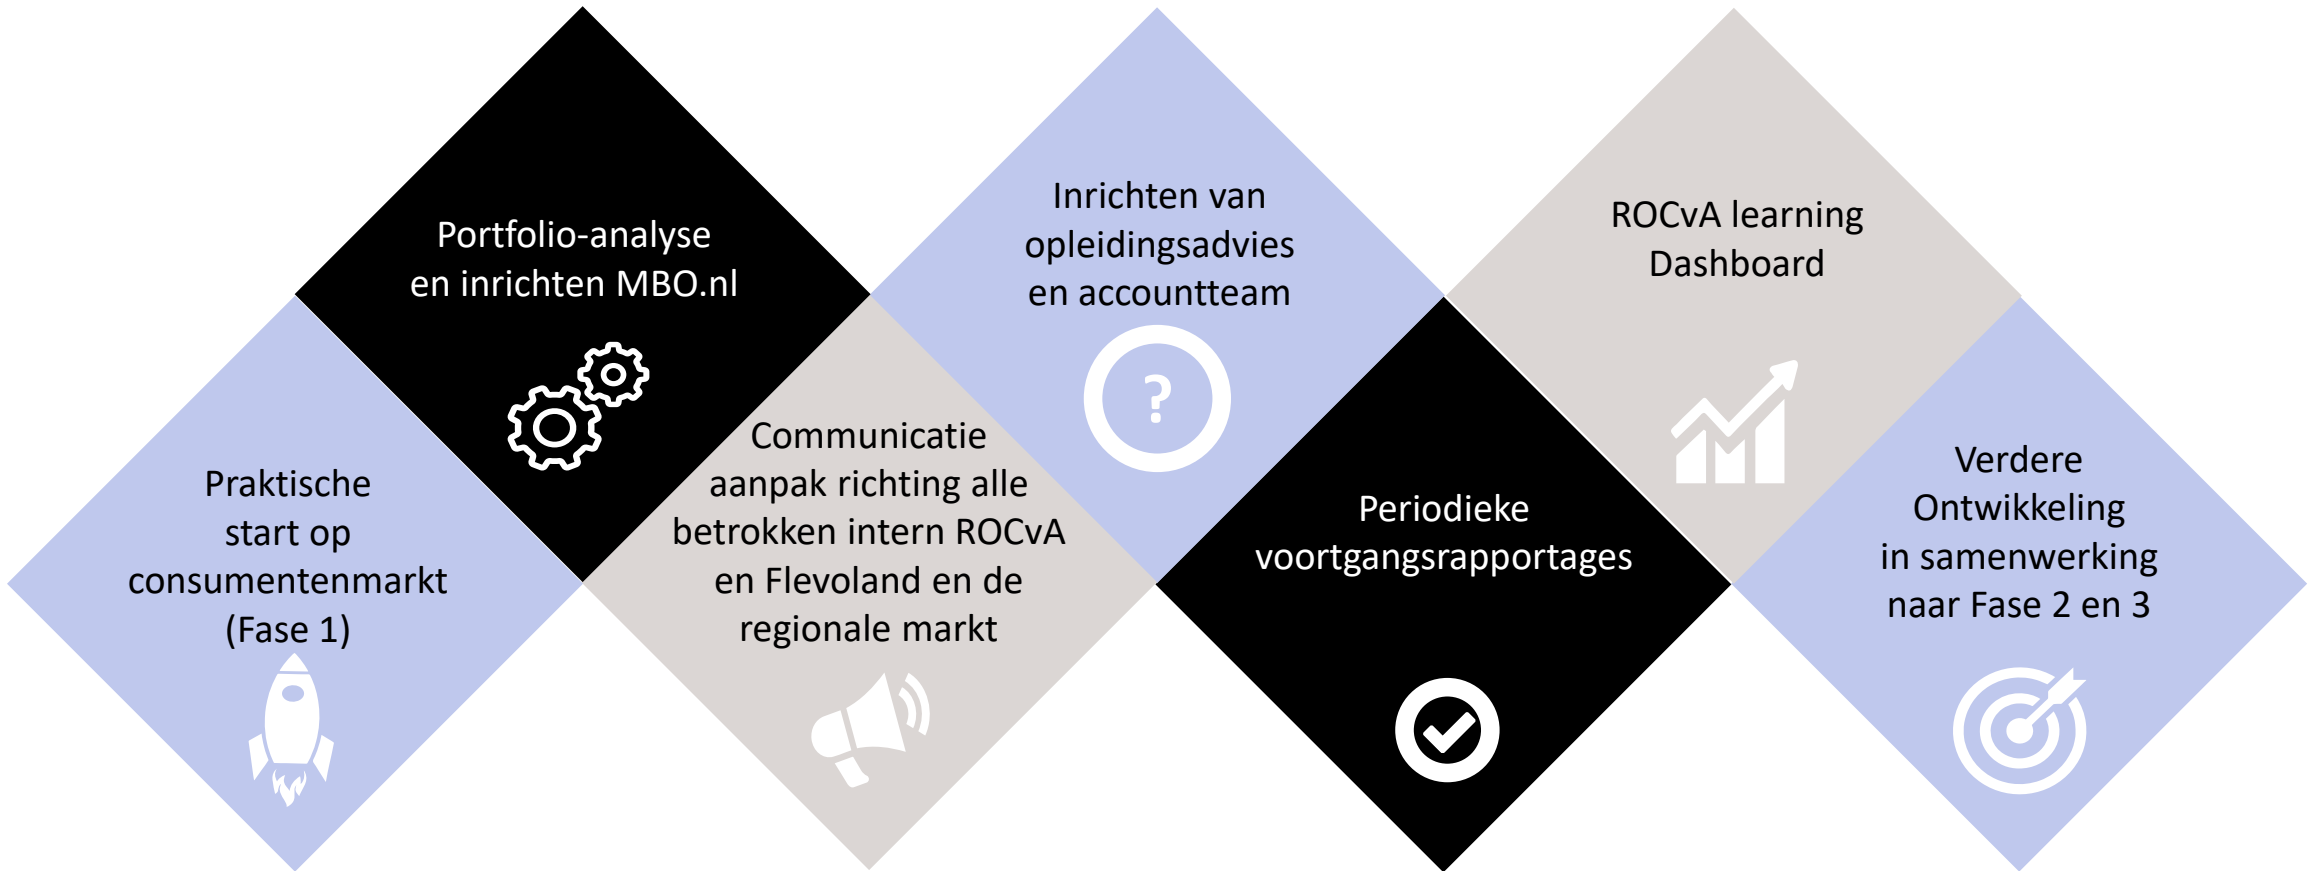 Praktische
start op
consumentenmarkt
(Fase 1)
Portfolio-analyse
en inrichten MBO.nl
Communicatie
aanpak richting alle
betrokken intern ROCvA
en Flevoland en de
regionale markt
Inrichten van
opleidingsadvies
en accountteam
?
Periodieke
voortgangsrapportages
ROCvA learning
Dashboard
Verdere
Ontwikkeling
in samenwerking
naar Fase 2 en 3